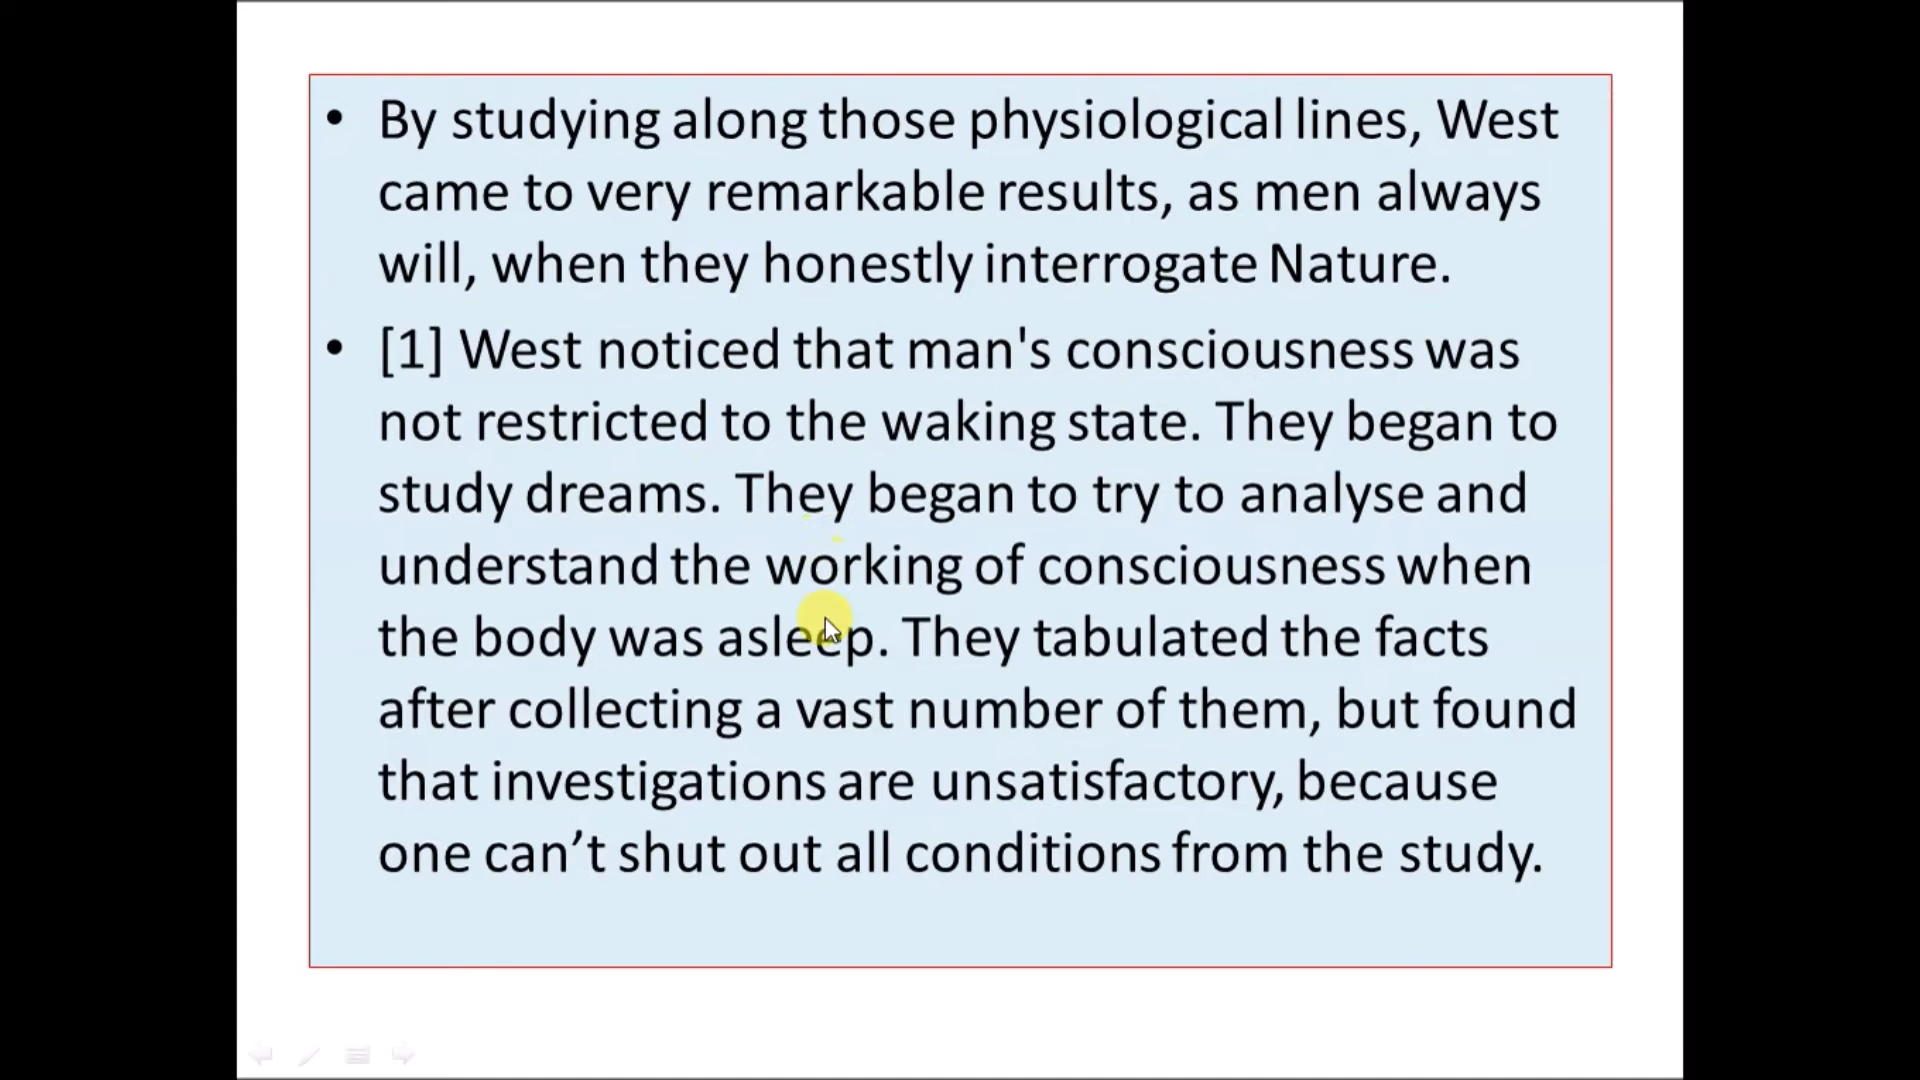 • By studying along those physiological lines, West
came to very remarkable results, as men always
will, when they honestly interrogate Nature.
• [1] West noticed that man's consciousness was
not restricted to the waking state. They began to
study dreams. They began to try to analyse and
understand the working of consciousness when
the body was asleep. They tabulated the facts
after collecting a vast number of them, but found
that investigations are unsatisfactory, because
one can’t shut out all conditions from the study.